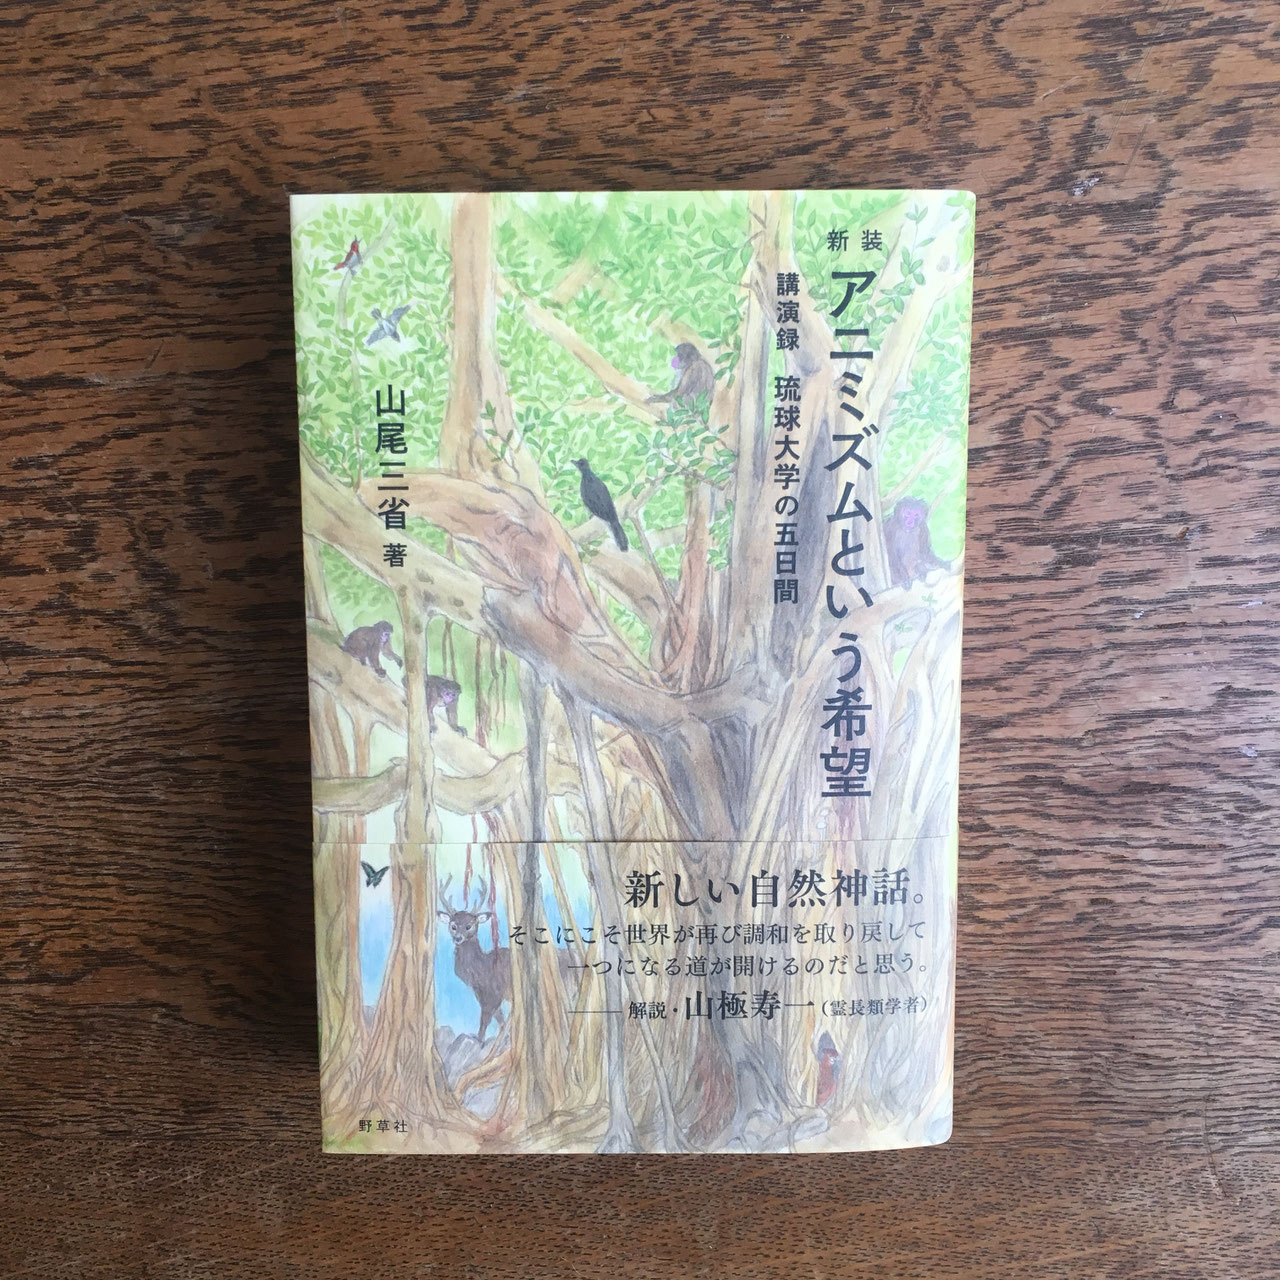 新装
アニミズムという希望
講演録 琉球大学の五日間
山尾三省 著
新しい自然神話。
そこにこそ世界が再び調和を取り戻して
一つになる道が開けるのだと思う。
——解説・山極寿一(霊長類学者)
野草社